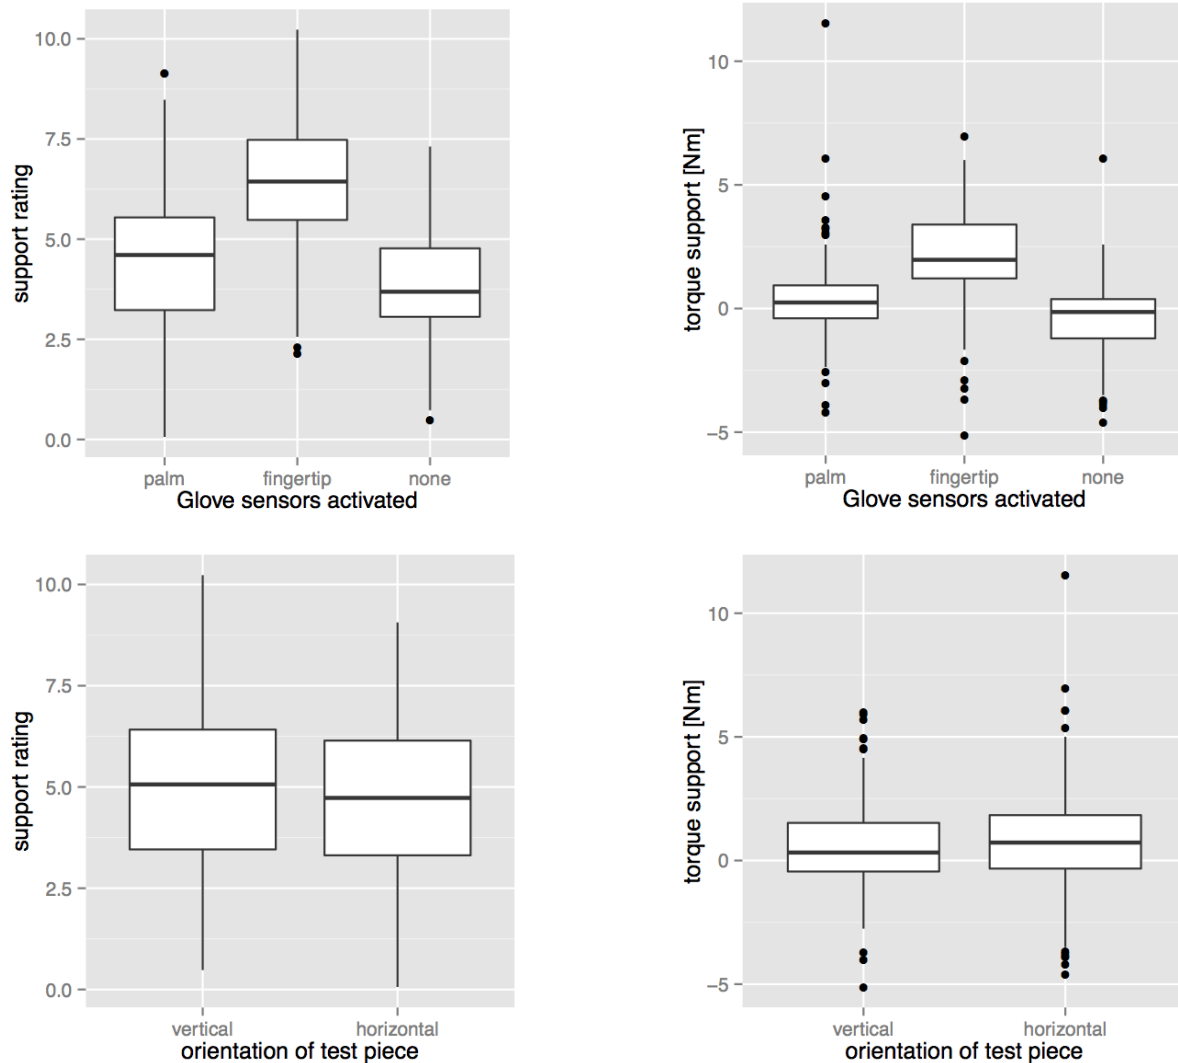 support rating
10.0
7.5
5.0
2.5
0.0
palm fingertip none
Glove sensors activated
torque support [Nm]
10
5
0
−5
palm fingertip none
Glove sensors activated
support rating
10.0
7.5
5.0
2.5
0.0
vertical horizontal
orientation of test piece
torque support [Nm]
10
5
0
−5
vertical horizontal
orientation of test piece